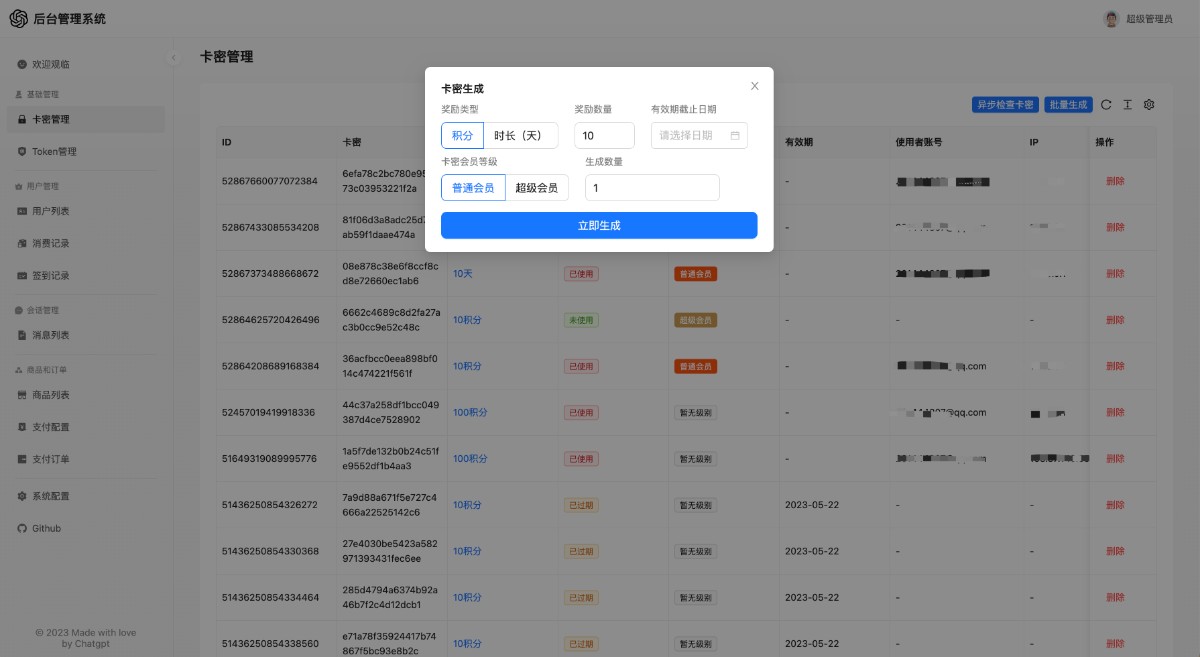 后台管理系统
超级管理员
欢迎观临
基础管理
卡密管理
Token管理
用户管理
用户列表
消费记录
签到记录
会话管理
消息列表
商品和订单
商品列表
支付配置
支付订单
系统配置
Github
© 2023 Made with love
by Chatgpt
卡密管理
异步检查卡密
批量生成
卡密生成
奖励类型
奖励数量
有效期截止日期
积分
时长（天）
10
请选择日期
卡密会员等级
生成数量
普通会员
超级会员
1
立即生成
ID 卡密 有效期 使用者账号 IP 操作
52867660077072384 - 删除
73c03953221f2a
52867433085534208 - 删除
ab59f1daae474a
08e878c38e6f8ccf8c
52867373488668672 10天 已使用 普通会员 - 删除
d8e72660ec1ab6
6662c4689c8d2fa27a
52864625720426496 10积分 未使用 超级会员 - - - 删除
c3b0cc9e52c48c
36acfbcc0eea898bf0
52864208689168384 10积分 已使用 普通会员 - .com 删除
014c474221f561f
44c37a258df1bcc049
52457019419918336 100积分 已使用 暂无级别 - @qq.com 删除
387d4ce7528902
1a5f7de132b0b24c51f
51649319089995776 100积分 已使用 暂无级别 - 删除
e9552df1b4aa3
7a9d88a671f5e727c4
51436250854326272 10积分 已过期 暂无级别 2023-05-22 - - 删除
666a22525142c6
27e4030be5423a582
51436250854330368 10积分 已过期 暂无级别 2023-05-22 - - 删除
971393431fec6ee
285d4794a6374b92a
51436250854334464 10积分 已过期 暂无级别 2023-05-22 - - 删除
46b7f2c4d12dcb1
e71a78f35924417b74
51436250854338560 10积分 已过期 暂无级别 2023-05-22 - - 删除
867f5bc93e8b2c